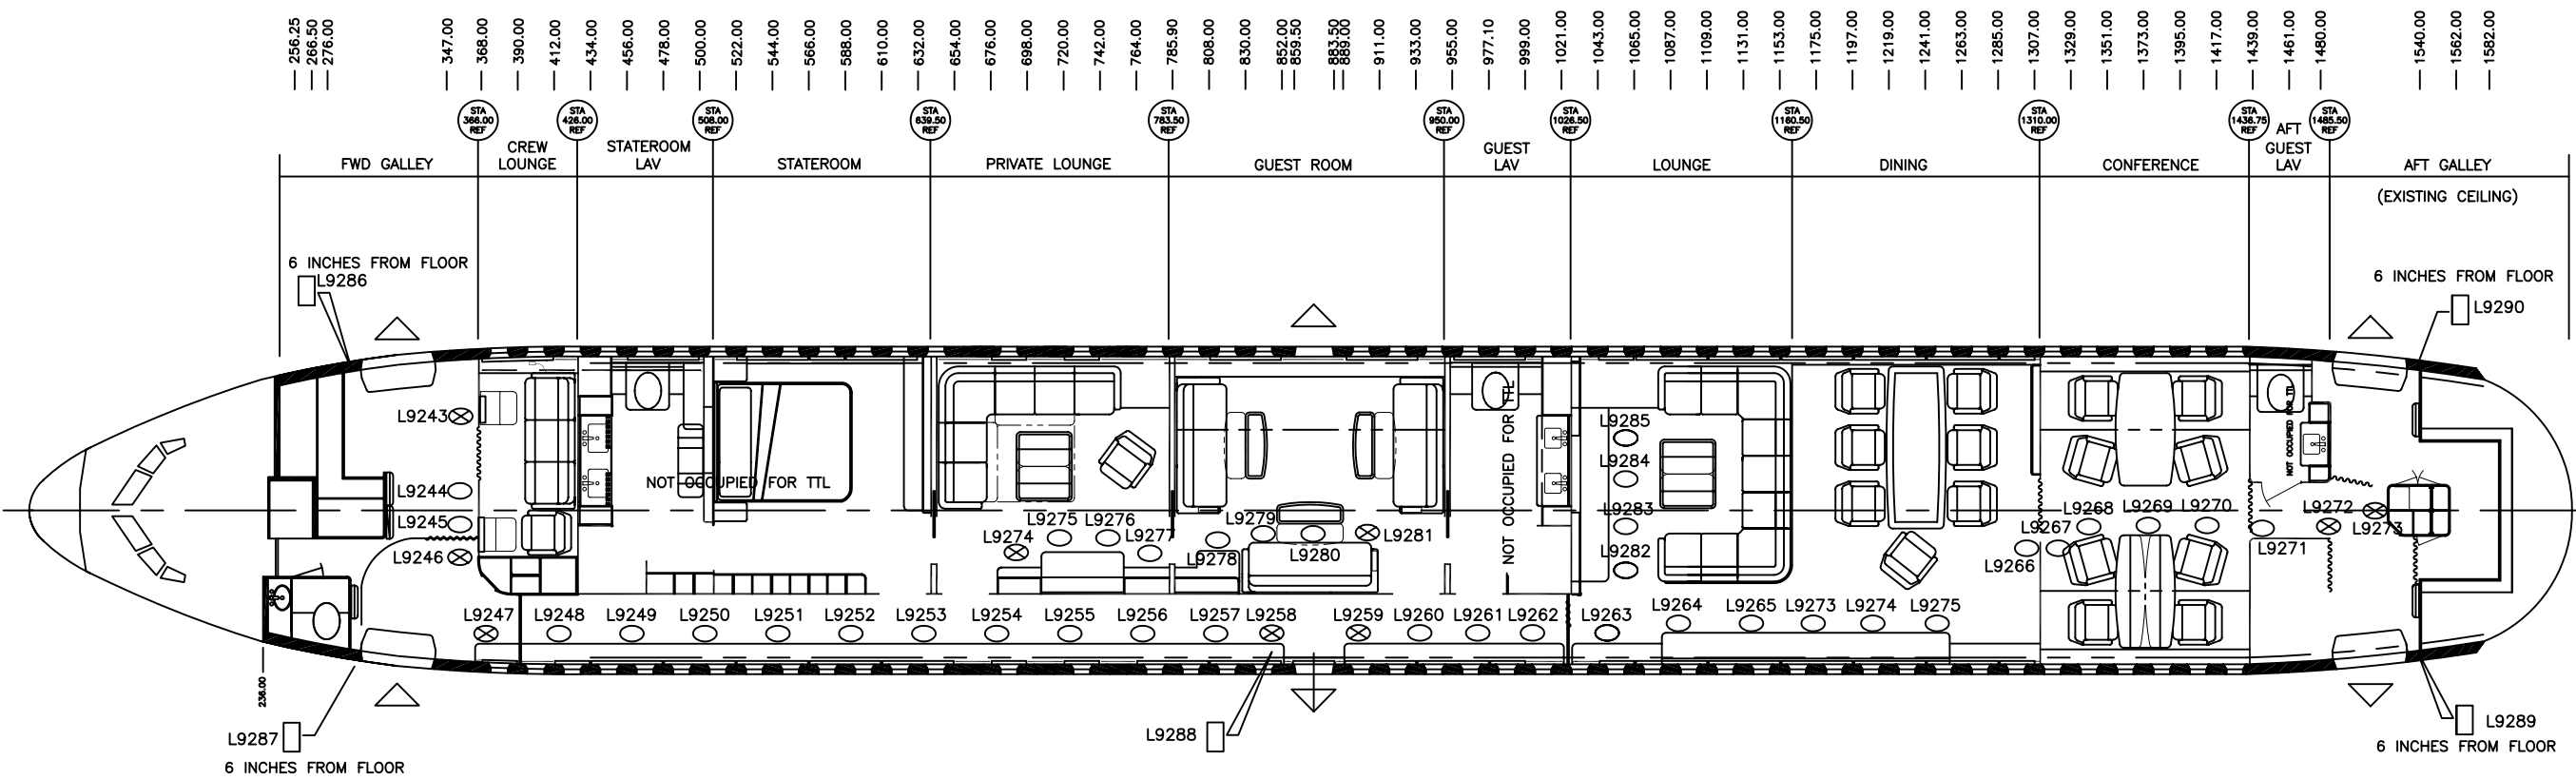 256.25
266.50
276.00
347.00
368.00
390.00
412.00
434.00
456.00
478.00
500.00
522.00
544.00
566.00
588.00
610.00
632.00
654.00
676.00
698.00
720.00
742.00
764.00
785.90
808.00
830.00
852.00
859.50
883.50
889.00
911.00
933.00
955.00
977.10
999.00
1021.00
1043.00
1065.00
1087.00
1109.00
1131.00
1153.00
1175.00
1197.00
1219.00
1241.00
1263.00
1285.00
1307.00
1329.00
1351.00
1373.00
1395.00
1417.00
1439.00
1461.00
1480.00
1540.00
1562.00
1582.00
STA
366.00
REF
STA
426.00
REF
STA
508.00
REF
STA
639.50
REF
STA
783.50
REF
STA
950.00
REF
STA
1026.50
REF
STA
1160.50
REF
STA
1310.00
REF
STA
1436.75
REF
STA
1485.50
REF
FWD GALLEY
CREW
LOUNGE
STATEROOM
LAV
STATEROOM
PRIVATE LOUNGE
GUEST ROOM
GUEST
LAV
LOUNGE
DINING
CONFERENCE
AFT
GUEST
LAV
AFT GALLEY
(EXISTING CEILING)
6 INCHES FROM FLOOR
L9286
6 INCHES FROM FLOOR
L9290
L9243
L9244
L9245
L9246
NOT OCCUPIED FOR TTL
L9274
L9275
L9276
L9277
L9278
L9279
L9280
L9281
NOT OCCUPIED FOR TTL
L9285
L9284
L9283
L9282
L9266
L9267
L9268
L9269
L9270
L9271
NOT OCCUPIED FOR TTL
L9272
L9273
L9247
L9248
L9249
L9250
L9251
L9252
L9253
L9254
L9255
L9256
L9257
L9258
L9259
L9260
L9261
L9262
L9263
L9264
L9265
L9273
L9274
L9275
236.00
L9287
6 INCHES FROM FLOOR
L9288
L9289
6 INCHES FROM FLOOR